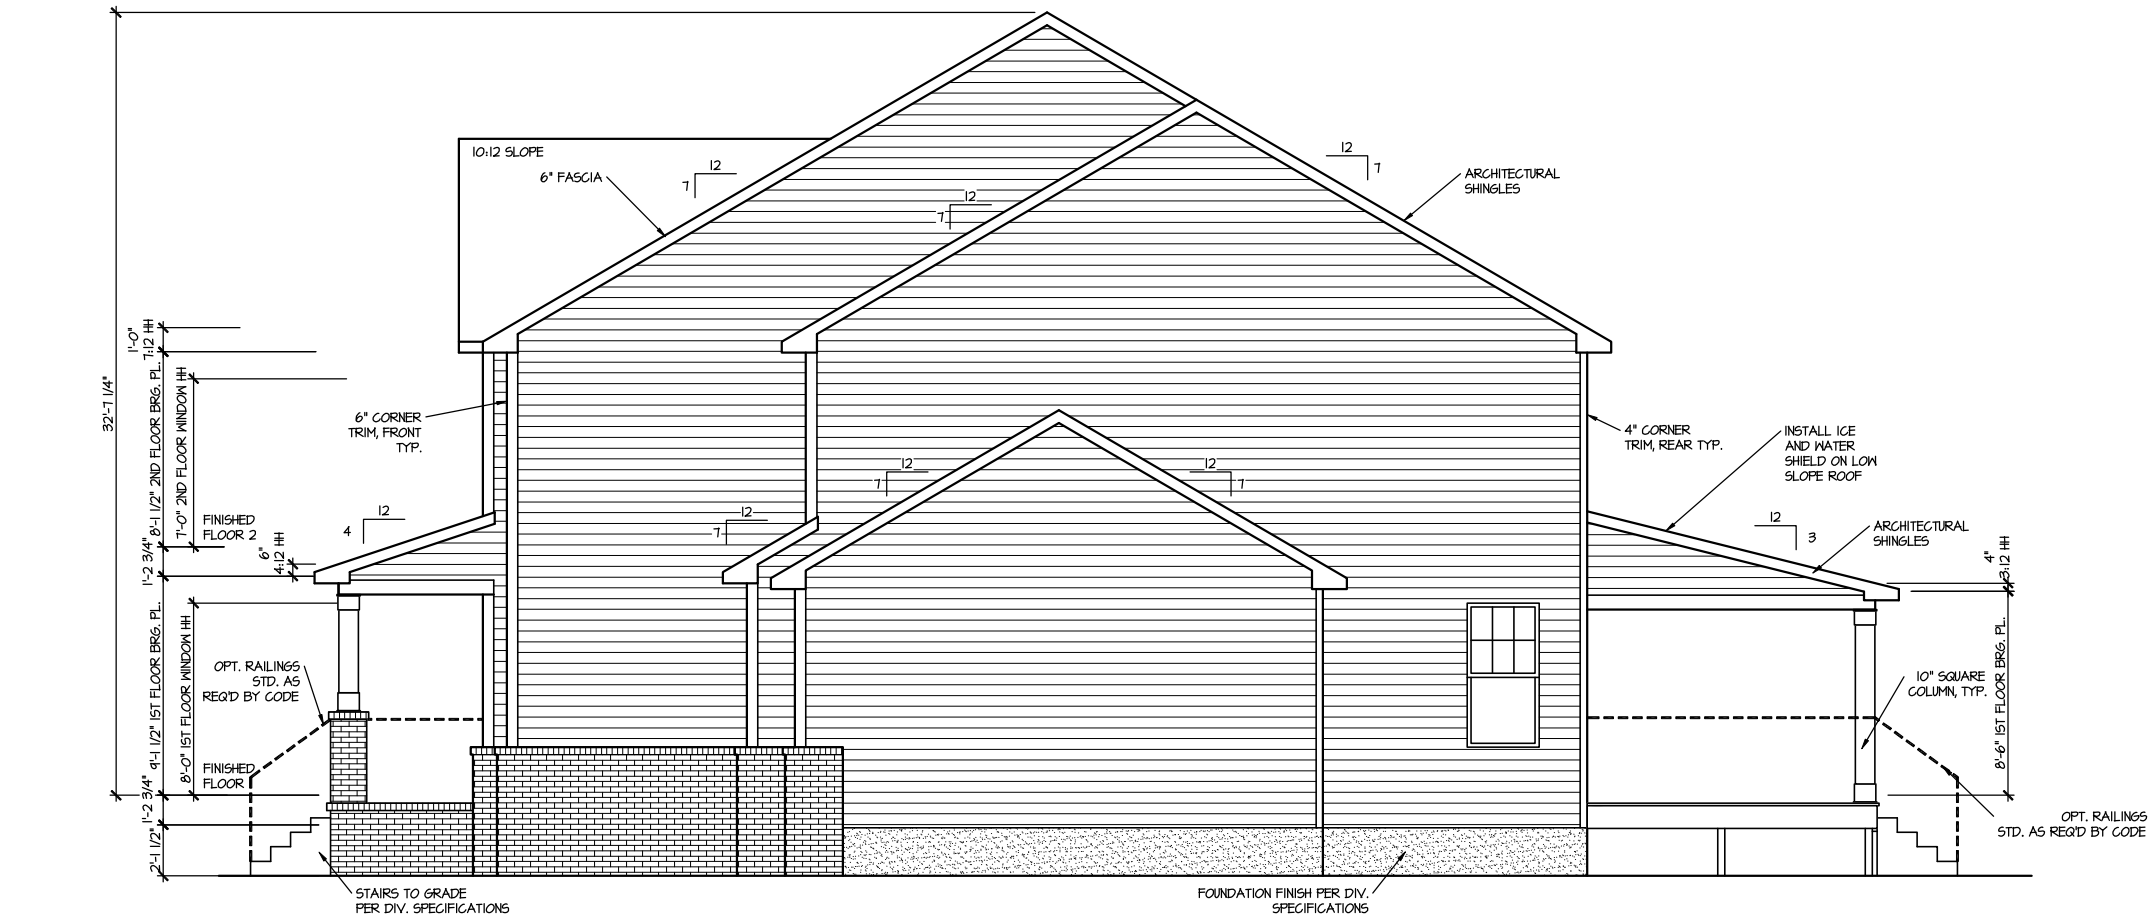 10:12 SLOPE
6" FASCIA
12
7
12
7
12
7
ARCHITECTURAL
SHINGLES
1'-0"
7:12 HH
32'-7 1/4"
8'-1 1/2" 2ND FLOOR BRG. PL.
7'-0" 2ND FLOOR WINDOW HH
6" CORNER
TRIM, FRONT
TYP.
4" CORNER
TRIM, REAR TYP.
INSTALL ICE
AND WATER
SHIELD ON LOW
SLOPE ROOF
12
7
12
7
12
7
FINISHED
FLOOR 2
12
4
12
3
ARCHITECTURAL
SHINGLES
1'-2 3/4"
6"
4:12 HH
4"
3:12 HH
9'-1 1/2" 1ST FLOOR BRG. PL.
8'-0" 1ST FLOOR WINDOW HH
OPT. RAILINGS
STD. AS
REQ'D BY CODE
10" SQUARE
COLUMN, TYP.
8'-6" 1ST FLOOR BRG. PL.
FINISHED
FLOOR
1'-2 3/4"
2'-1 1/2"
OPT. RAILINGS
STD. AS REQ'D BY CODE
STAIRS TO GRADE
PER DIV. SPECIFICATIONS
FOUNDATION FINISH PER DIV.
SPECIFICATIONS